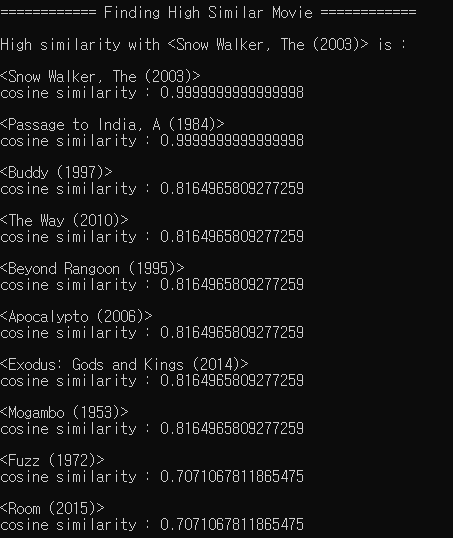 ============ Finding High Similar Movie ============
High similarity with <Snow Walker, The (2003)> is :
<Snow Walker, The (2003)>
cosine similarity : 0.9999999999999998
<Passage to India, A (1984)>
cosine similarity : 0.9999999999999998
<Buddy (1997)>
cosine similarity : 0.8164965809277259
<The Way (2010)>
cosine similarity : 0.8164965809277259
<Beyond Rangoon (1995)>
cosine similarity : 0.8164965809277259
<Apocalypto (2006)>
cosine similarity : 0.8164965809277259
<Exodus: Gods and Kings (2014)>
cosine similarity : 0.8164965809277259
<Mogambo (1953)>
cosine similarity : 0.8164965809277259
<Fuzz (1972)>
cosine similarity : 0.7071067811865475
<Room (2015)>
cosine similarity : 0.7071067811865475